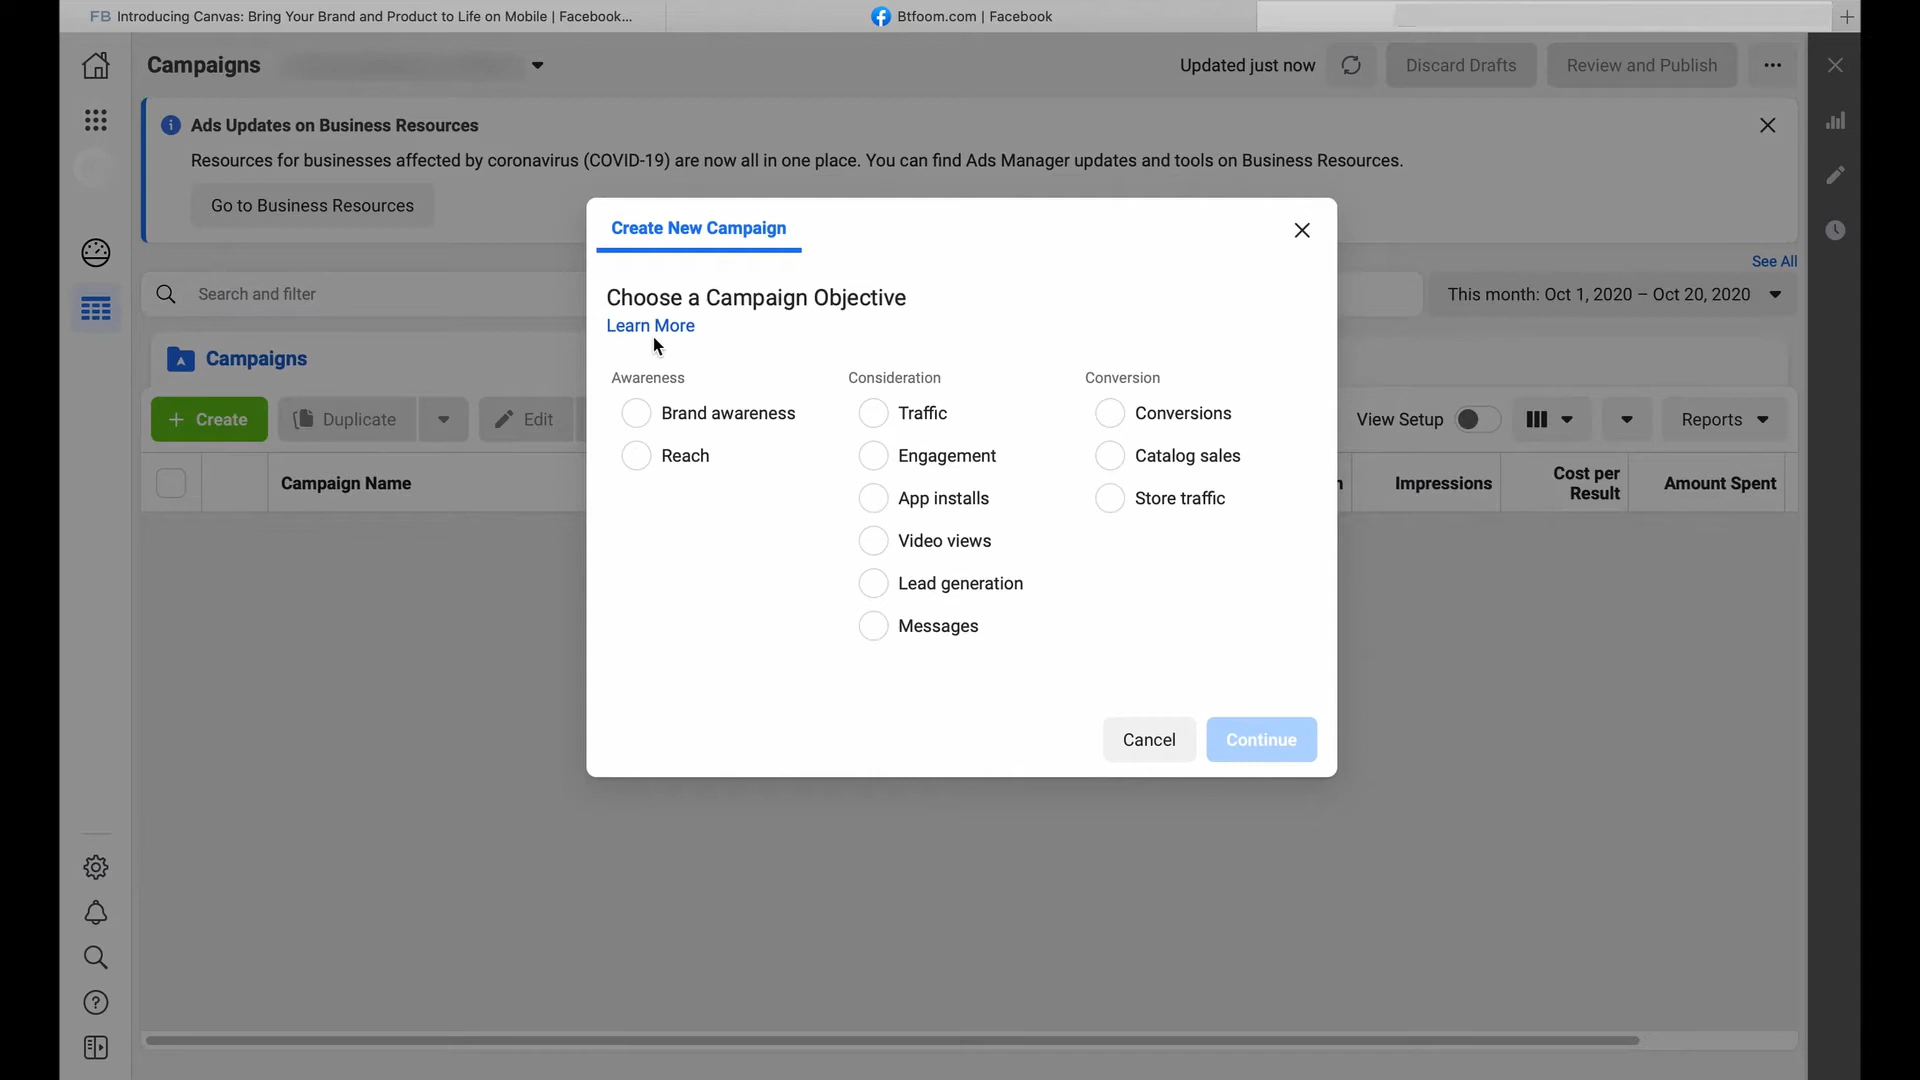 FB Introducing Canvas: Bring Your Brand and Product to Life on Mobile | Facebook...
Btfoom.com | Facebook
Campaigns
Updated just now
Discard Drafts
Review and Publish
Ads Updates on Business Resources
Resources for businesses affected by coronavirus (COVID-19) are now all in one place. You can find Ads Manager updates and tools on Business Resources.
Go to Business Resources
See All
Search and filter
This month: Oct 1, 2020 – Oct 20, 2020
Campaigns
+ Create
Duplicate
Edit
View Setup
Reports
Campaign Name
Impressions
Cost per
Result
Amount Spent
Create New Campaign
Choose a Campaign Objective
Learn More
Awareness
Brand awareness
Reach
Consideration
Traffic
Engagement
App installs
Video views
Lead generation
Messages
Conversion
Conversions
Catalog sales
Store traffic
Cancel
Continue